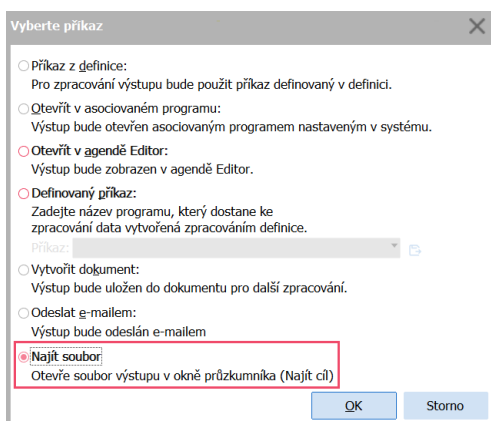 Vyberte příkaz
Příkaz z definice:
Pro zpracování výstupu bude použit příkaz definovaný v definici.
Otevřít v asociovaném programu:
Výstup bude otevřen asociovaným programem nastaveným v systému.
Otevřít v agendě Editor:
Výstup bude zobrazen v agendě Editor.
Definovaný příkaz:
Zadejte název programu, který dostane ke
zpracování data vytvořená zpracováním definice.
Příkaz:
Vytvořit dokument:
Výstup bude uložen do dokumentu pro další zpracování.
Odeslat e-mailem:
Výstup bude odeslán e-mailem
Najít soubor
Otevře soubor výstupu v okně průzkumníka (Najít cíl)
OK Storno